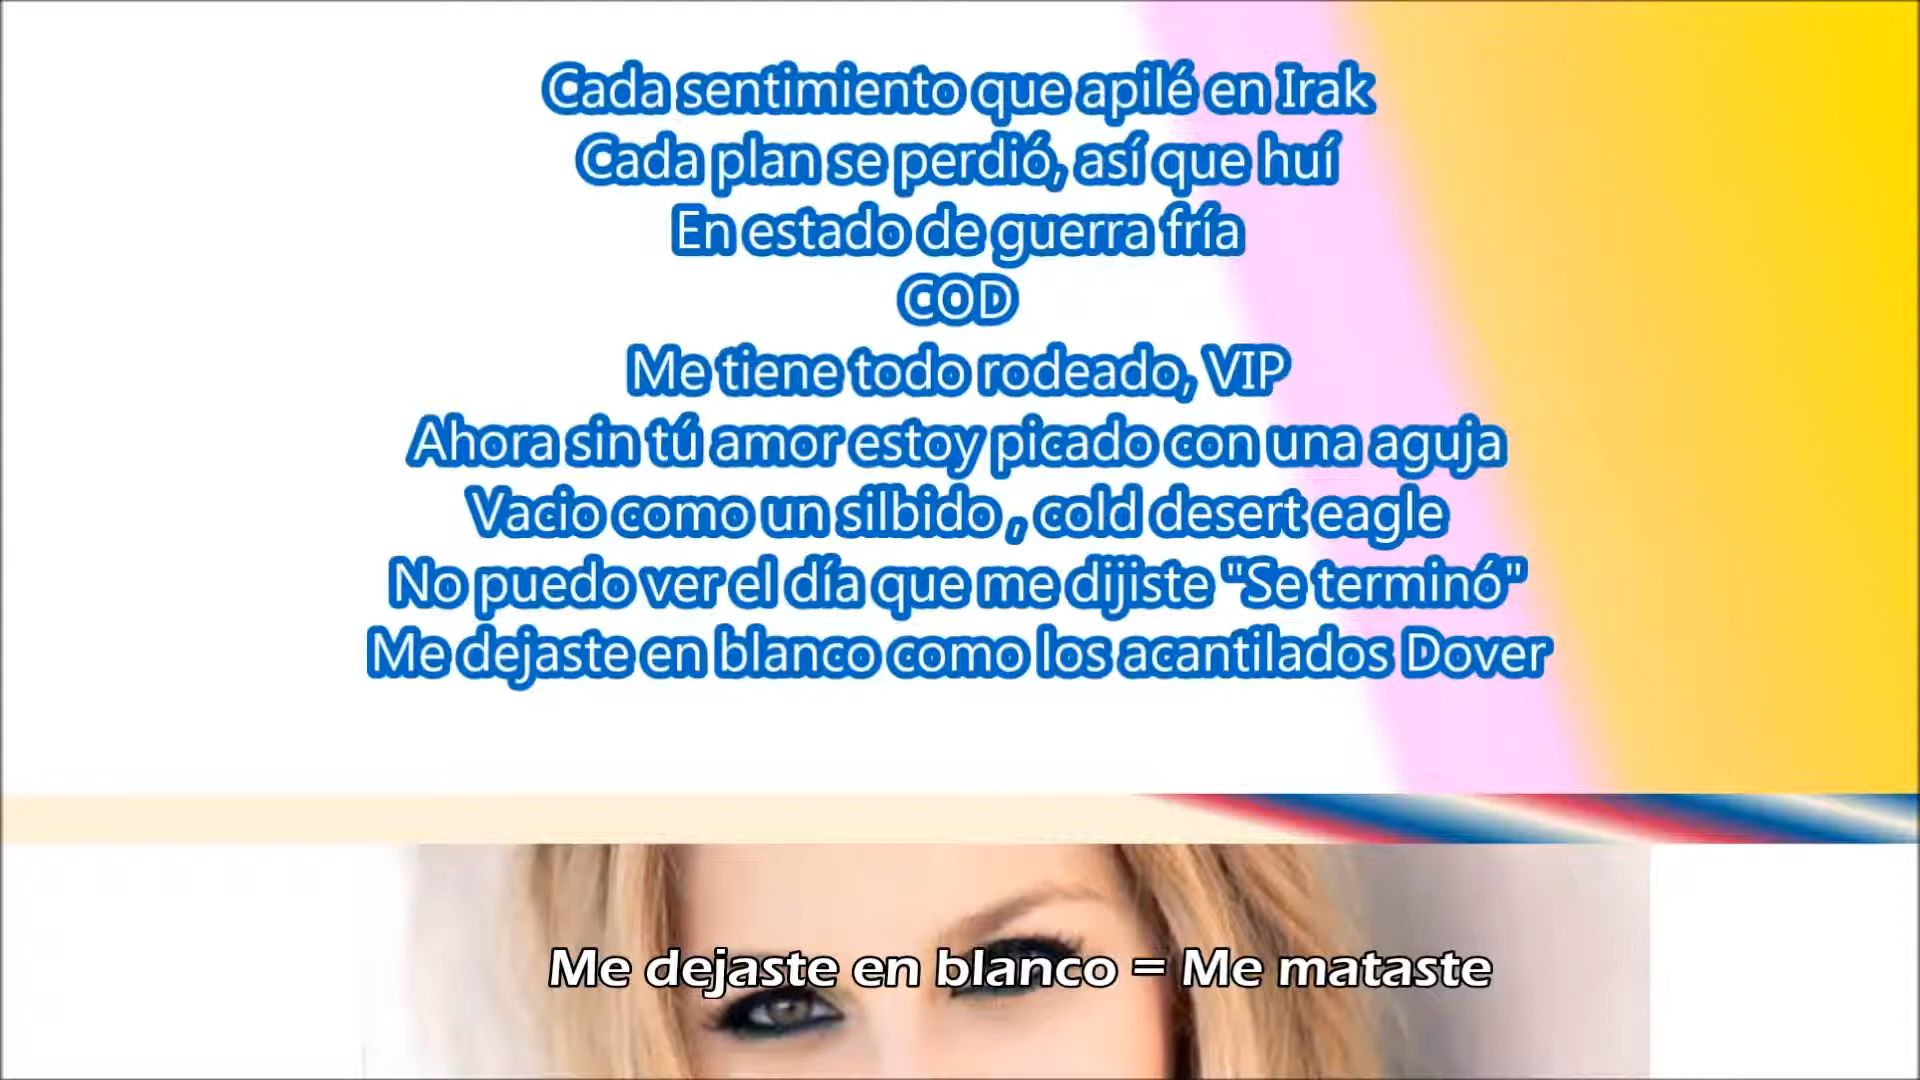 Cada sentimiento que apilé en Irak
Cada plan se perdió, así que huí
En estado de guerra fría
COD
Me tiene todo rodeado, VIP
Ahora sin tú amor estoy picado con una aguja
Vacio como un silbido , cold desert eagle
No puedo ver el día que me dijiste "Se terminó"
Me dejaste en blanco como los acantilados Dover
Me dejaste en blanco = Me mataste